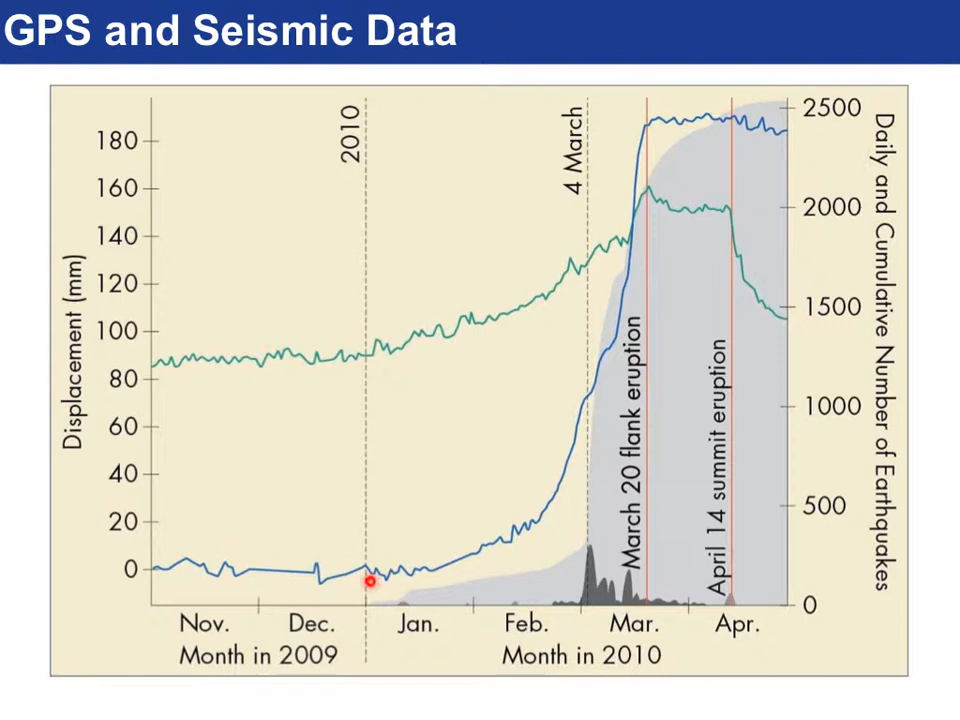 GPS and Seismic Data
2010
4 March
180
160
140
120
100
80
60
40
20
0
Displacement (mm)
2500
2000
1500
1000
500
0
Daily and Cumulative Number of Earthquakes
March 20 flank eruption
April 14 summit eruption
Nov. Dec. Jan. Feb. Mar. Apr.
Month in 2009 Month in 2010